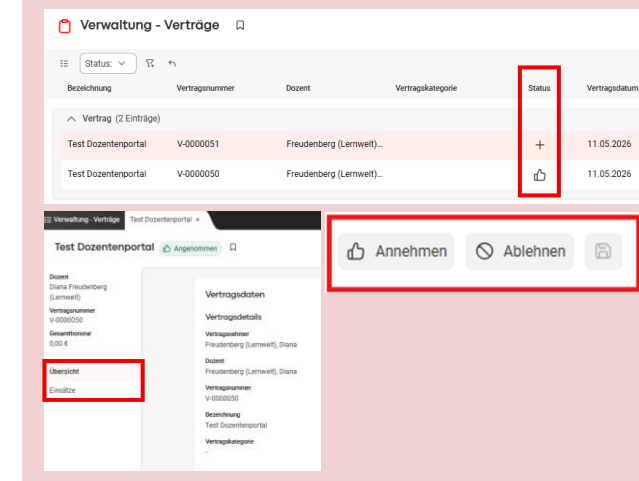 Verwaltung - Verträge
Status:
Bezeichnung Vertragsnummer Dozent Vertragskategorie Status Vertragsdatum
Vertrag (2 Einträge)
Test Dozentenportal V-0000051 Freudenberg (Lernwelt)... 11.05.2026
Test Dozentenportal V-0000050 Freudenberg (Lernwelt)... 11.05.2026
Verwaltung - Verträge Test Dozentenportal ×
Test Dozentenportal Angenommen
Dozent
Diana Freudenberg
(Lernwelt)
Vertragsnummer
V-0000050
Gesamthonorar
0,00 €
Übersicht
Einsätze
Vertragsdaten
Vertragsdetails
Vertragsnehmer
Freudenberg (Lernwelt), Diana
Dozent
Freudenberg (Lernwelt), Diana
Vertragsnummer
V-0000050
Bezeichnung
Test Dozentenportal
Vertragskategorie
-
Annehmen Ablehnen